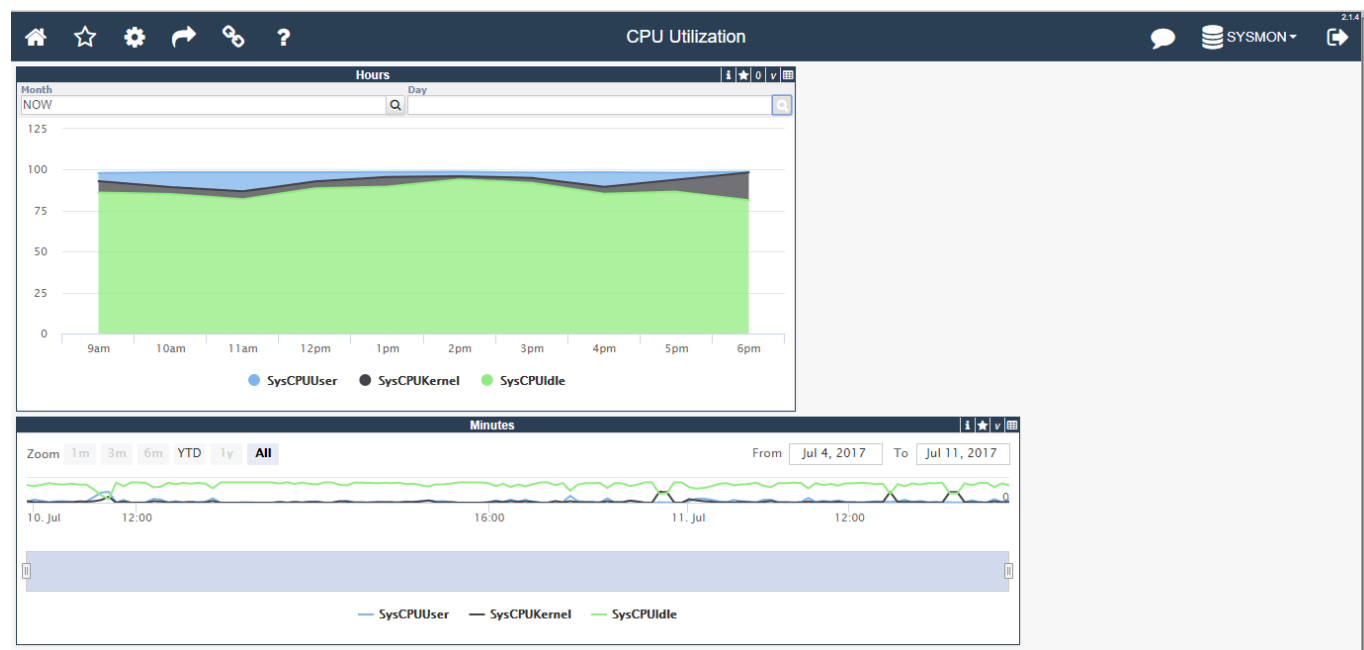 2.1.4
? CPU Utilization SYSMON
Hours i 0 v
Month Day
NOW
125
100
75
50
25
0
9am 10am 11am 12pm 1pm 2pm 3pm 4pm 5pm 6pm
SysCPUUser SysCPUKernel SysCPUIdle
Minutes i v
Zoom 1m 3m 6m YTD 1y All From Jul 4, 2017 To Jul 11, 2017
0
10. Jul 12:00 16:00 11. Jul 12:00
SysCPUUser SysCPUKernel SysCPUIdle